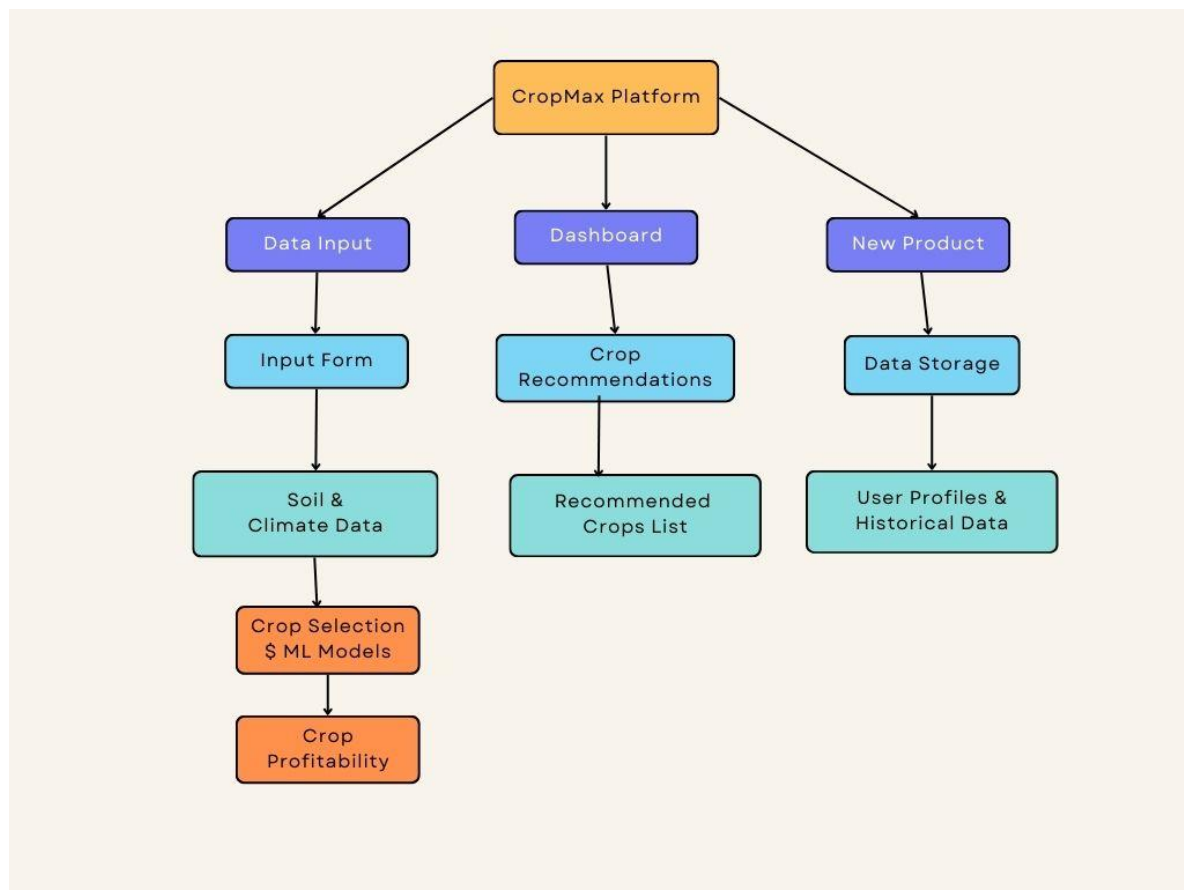 CropMax Platform
Data Input
Dashboard
New Product
Input Form
Crop
Recommendations
Data Storage
Soil &
Climate Data
Recommended
Crops List
User Profiles &
Historical Data
Crop Selection
$ ML Models
Crop
Profitability